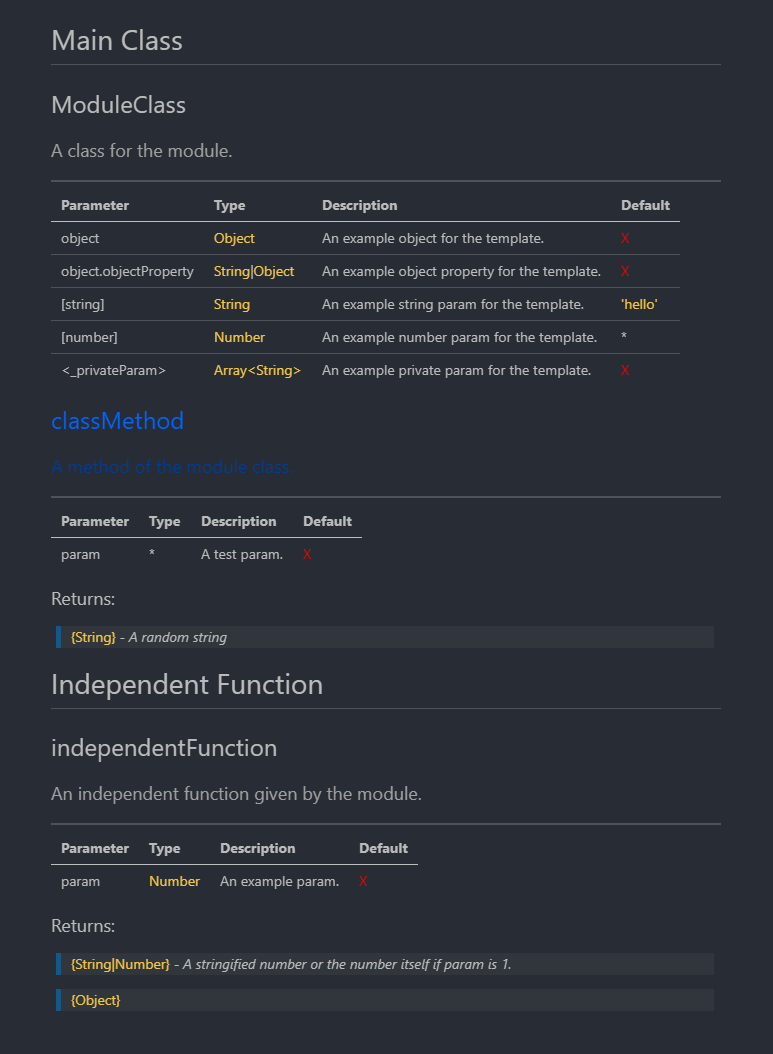 Main Class
ModuleClass
A class for the module.
Parameter Type Description Default
object Object An example object for the template. X
object.objectProperty String|Object An example object property for the template. X
[string] String An example string param for the template. 'hello'
[number] Number An example number param for the template. *
<_privateParam> Array<String> An example private param for the template. X
classMethod
A method of the module class
Parameter Type Description Default
param * A test param. X
Returns:
{String} - A random string
Independent Function
independentFunction
An independent function given by the module.
Parameter Type Description Default
param Number An example param. X
Returns:
{String|Number} - A stringified number or the number itself if param is 1.
{Object}